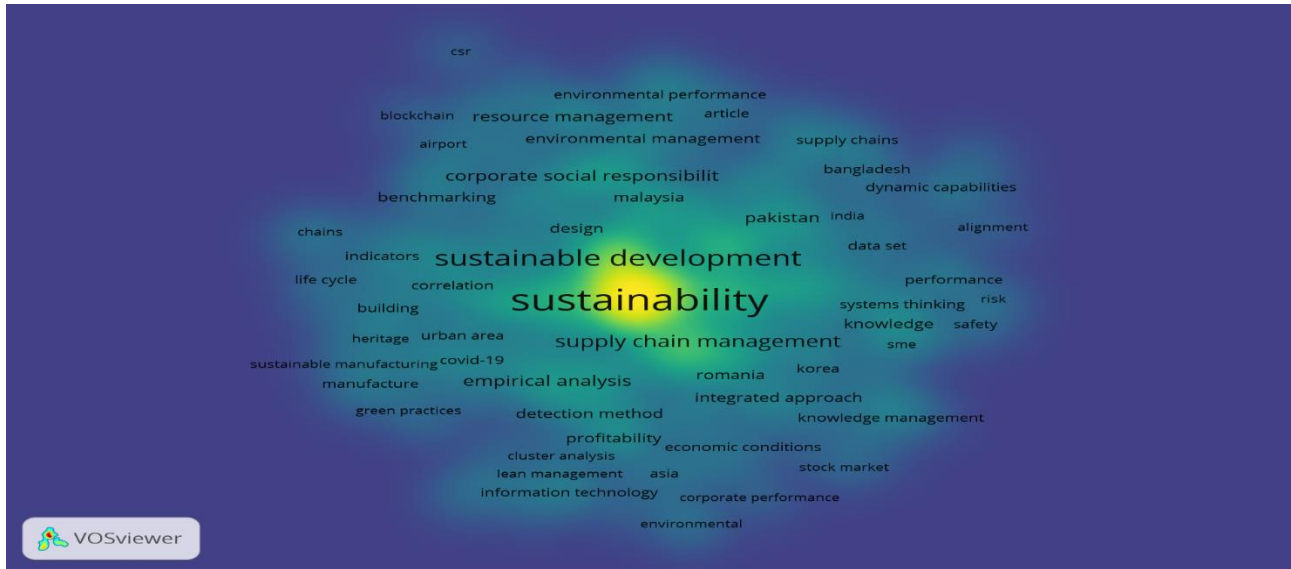 csr
environmental performance
blockchain resource management article
airport environmental management supply chains
corporate social responsibilit bangladesh
benchmarking malaysia dynamic capabilities
chains design pakistan india alignment
indicators sustainable development data set
life cycle correlation performance
building sustainability systems thinking risk
heritage urban area supply chain management knowledge safety
sme
sustainable manufacturing covid-19
manufacture empirical analysis romania korea
integrated approach
green practices detection method knowledge management
profitability economic conditions
cluster analysis
lean management asia stock market
information technology corporate performance
environmental
VOSviewer